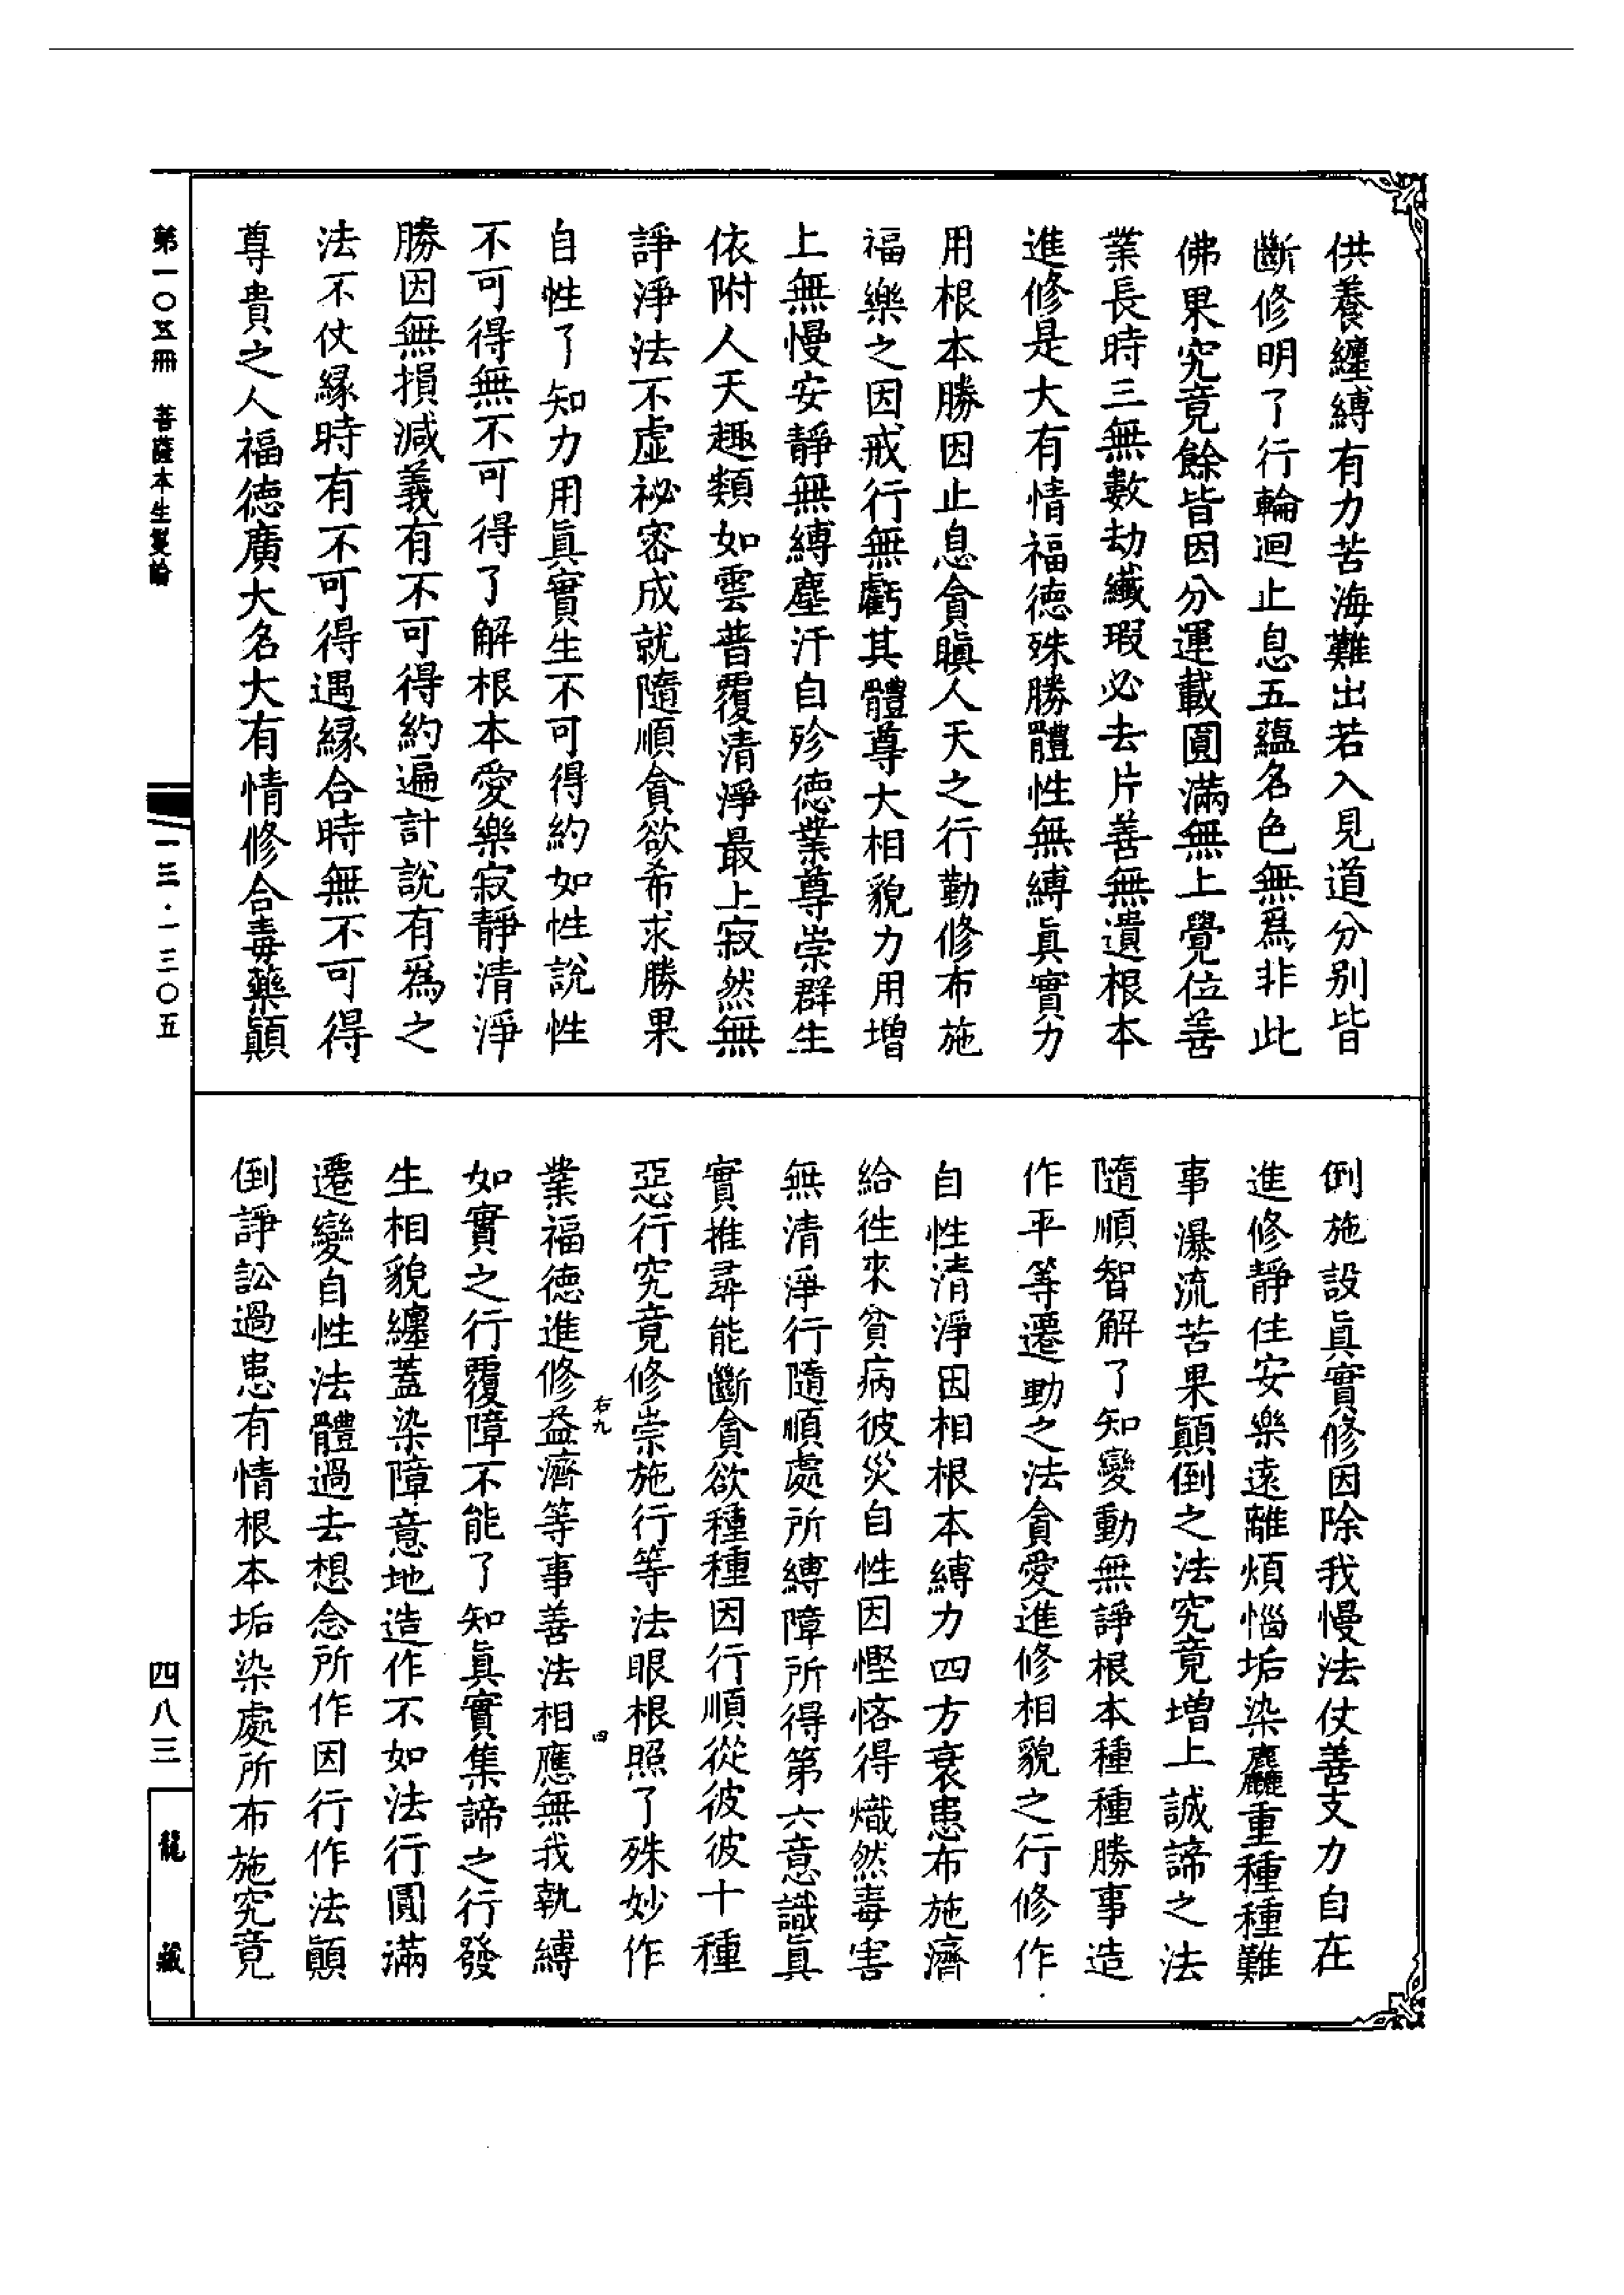 供養纏縛有力苦海難出若入見道分別皆
斷修明了行輪迴止息五蘊名色無爲非此
佛果究竟餘皆因分運載圓滿無上覺位善
業長時三無數劫纖瑕必去片善無遺根本
進修是大有情福德殊勝體性無縛眞實力
用根本勝因止息貪瞋人天之行勤修布施
福樂之因戒行無虧其體尊大相貌力用增
上無慢安靜無縛塵汗自殄德業尊崇群生
依附人天趣類如雲普覆清淨最上寂然無
諍淨法不虛祕密成就隨順貪欲希求勝果
自性了知力用眞實生不可得約如性說性
不可得無不可得了解根本愛樂寂靜清淨
勝因無損減義有不可得約遍計說有爲之
法不仗緣時有不可得遇緣合時無不可得
尊貴之人福德廣大名大有情修合毒藥顛
倒施設眞實修因除我慢法仗善支力自在
進修靜住安樂遠離煩惱垢染麤重種種難
事瀑流苦果顛倒之法究竟增上誠諦之法
隨順智解了知變動無諍根本種種勝事造
作平等遷動之法貪愛進修相貌之行修作
自性清淨因相根本縛力四方衰患布施濟
給徃來貧病彼災自性因慳悋得熾然毒害
無清淨行隨順處所縛障所得第六意識眞
實推尋能斷貪欲種種因行順從彼彼十種
惡行究竟修崇施行等法眼根照了殊妙作
右九 四
業福德進修益濟等事善法相應無我執縛
如實之行覆障不能了知眞實集諦之行發
生相貌纏蓋染障意地造作不如法行圓滿
遷變自性法體過去想念所作因行作法顛
倒諍訟過患有情根本垢染處所布施究竟
第一〇五冊 菩薩本生鬘論
一三·一三〇五
四八三
龍藏